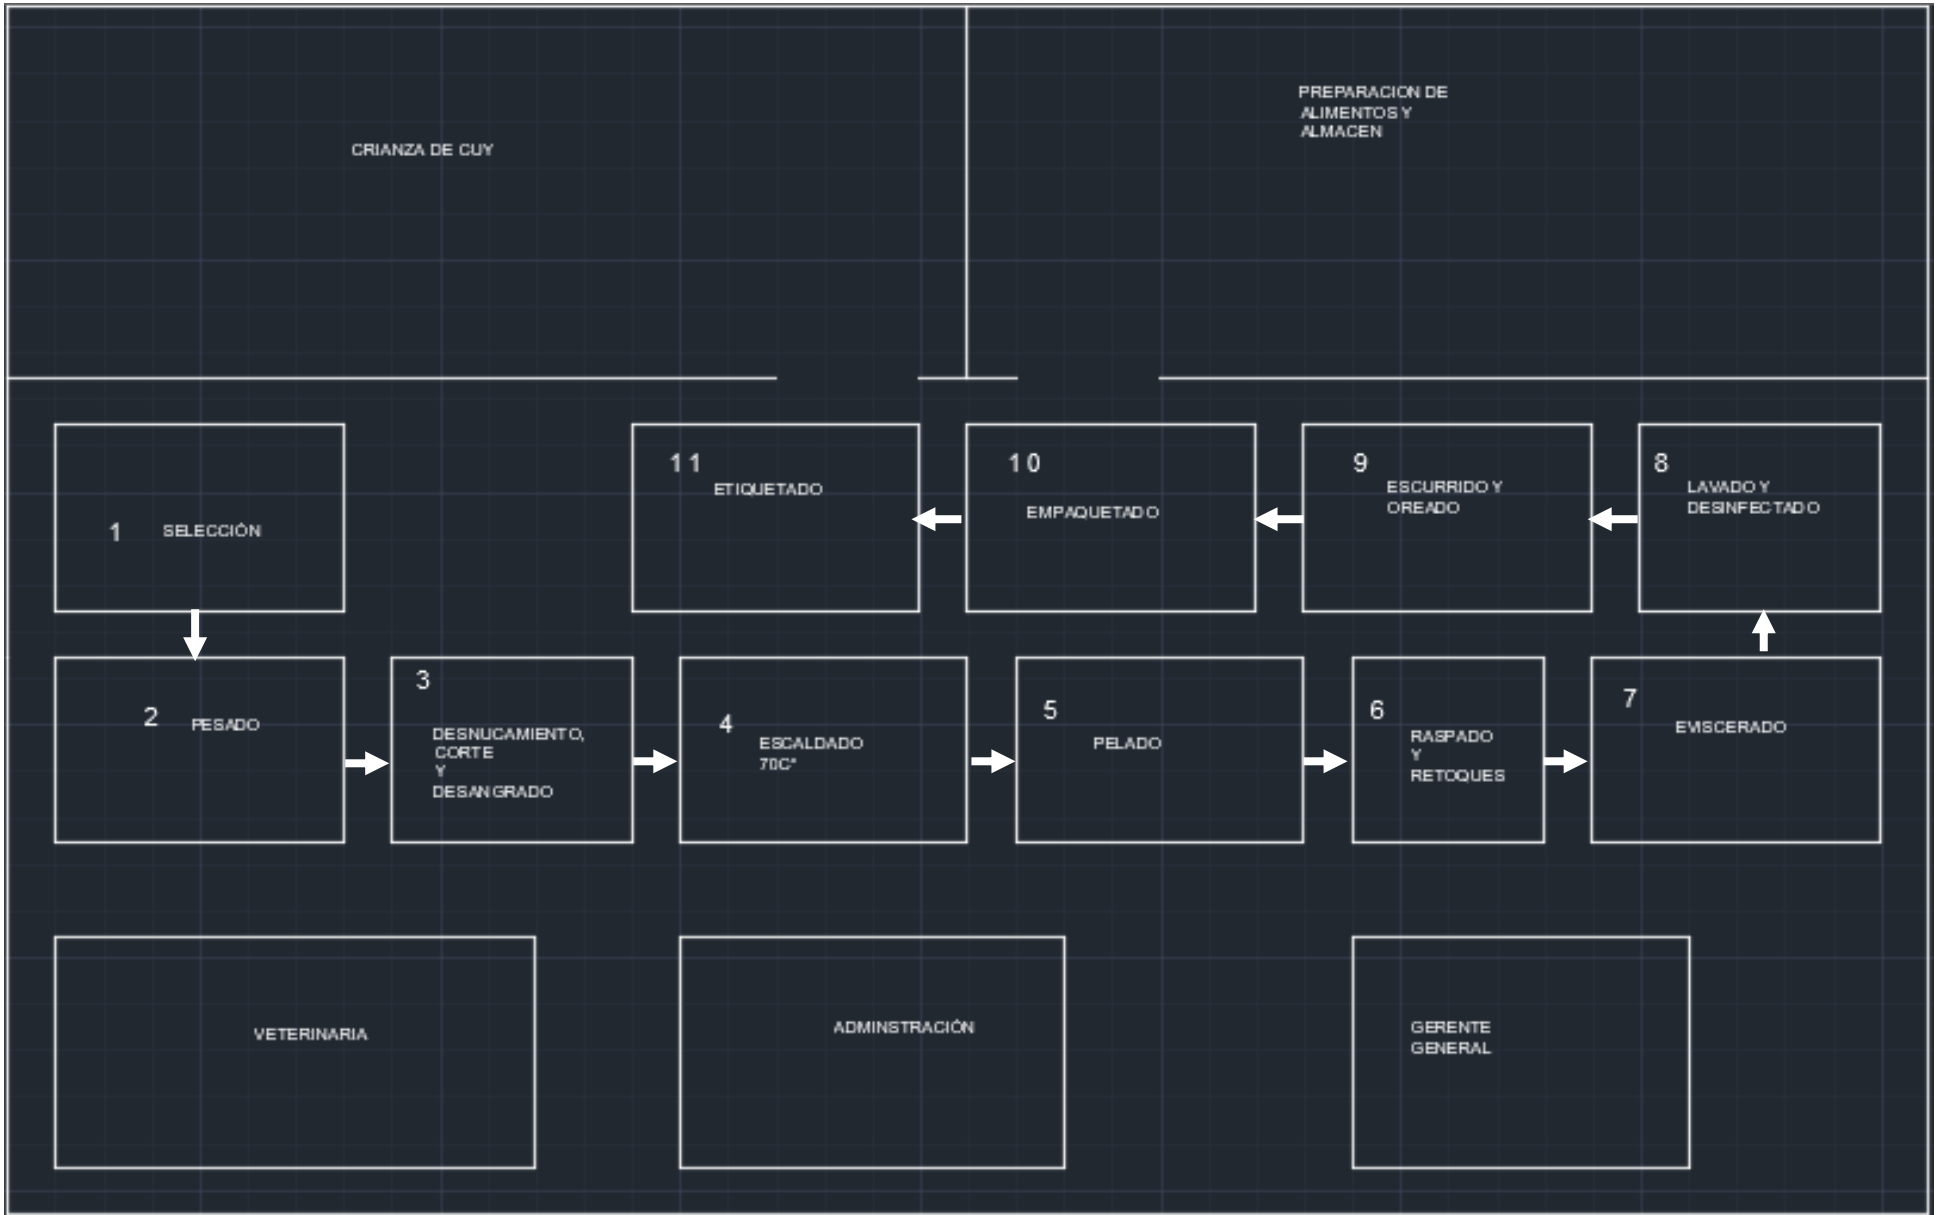 CRIANZA DE CUY
PREPARACION DE
ALIMENTOS Y
ALMACEN
1 SELECCIÓN
11
ETIQUETADO
10
EMPAQUETADO
9
ESCURRIDO Y
OREADO
8
LAVADO Y
DESINFECTADO
2 PESADO
3
DESNUCAMIENTO,
CORTE
Y
DESANGRADO
4
ESCALDADO
70C°
5
PELADO
6
RASPADO
Y
RETOQUES
7
EVISCERADO
VETERINARIA
ADMINSTRACIÓN
GERENTE
GENERAL